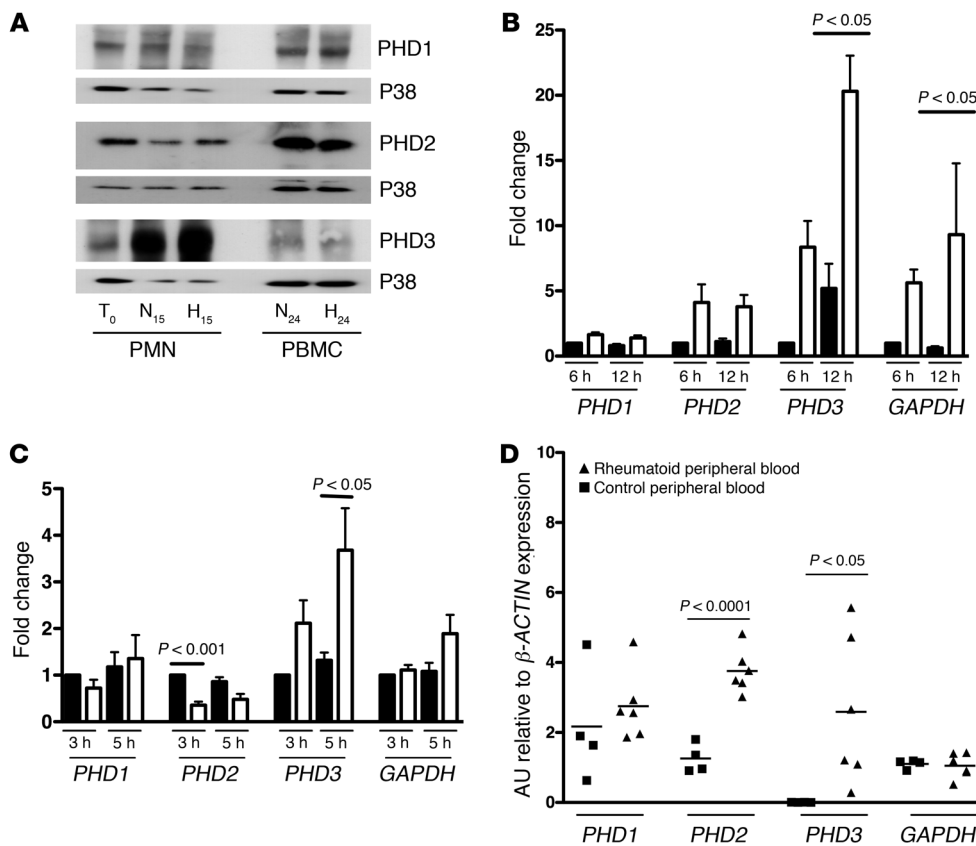 A
PHD1
P38
PHD2
P38
PHD3
P38
T0 N15 H15 N24 H24
PMN PBMC
B
Fold change
25
20
15
10
5
0
P < 0.05
P < 0.05
6 h 12 h 6 h 12 h 6 h 12 h 6 h 12 h
PHD1 PHD2 PHD3 GAPDH
C
Fold change
5
4
3
2
1
0
P < 0.001
P < 0.05
3 h 5 h 3 h 5 h 3 h 5 h 3 h 5 h
PHD1 PHD2 PHD3 GAPDH
D
AU relative to β-ACTIN expression
10
8
6
4
2
0
▲ Rheumatoid peripheral blood
■ Control peripheral blood
P < 0.0001
P < 0.05
PHD1 PHD2 PHD3 GAPDH